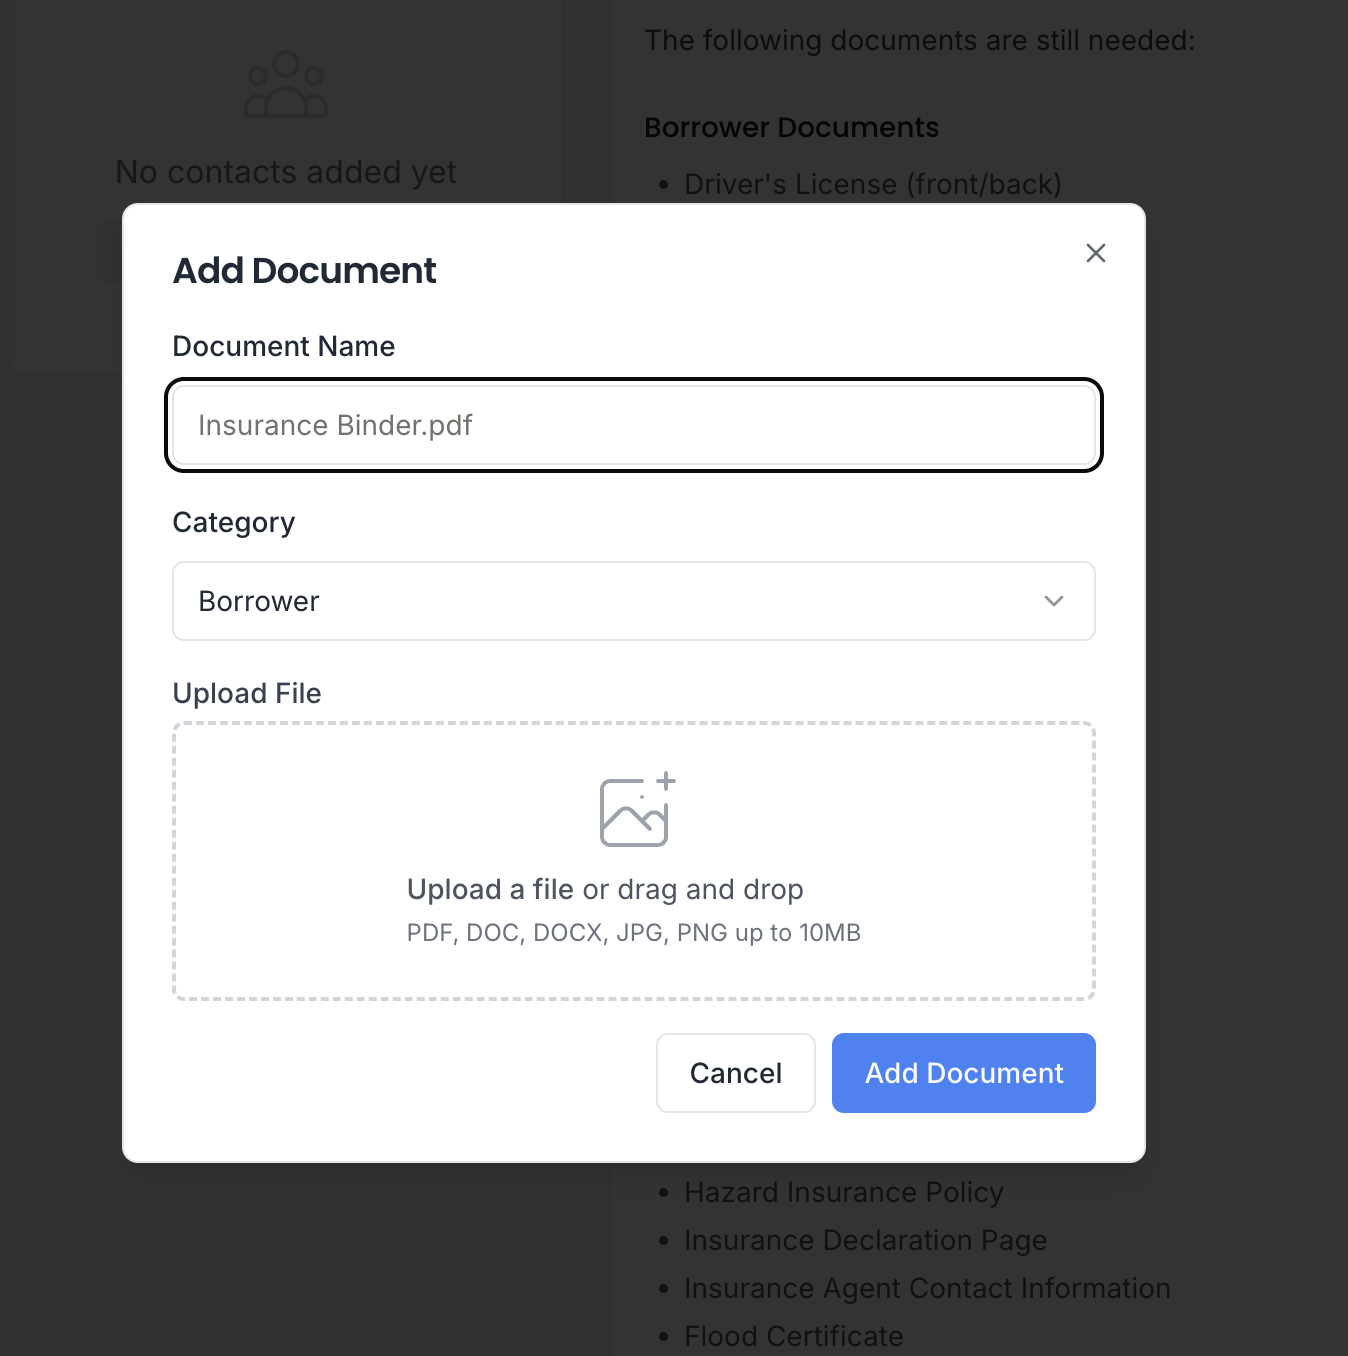 The following documents are still needed:
Borrower Documents
• Driver's License (front/back)
No contacts added yet
Add Document
Document Name
Insurance Binder.pdf
Category
Borrower
Upload File
Upload a file or drag and drop
PDF, DOC, DOCX, JPG, PNG up to 10MB
Cancel
Add Document
• Hazard Insurance Policy
• Insurance Declaration Page
• Insurance Agent Contact Information
• Flood Certificate